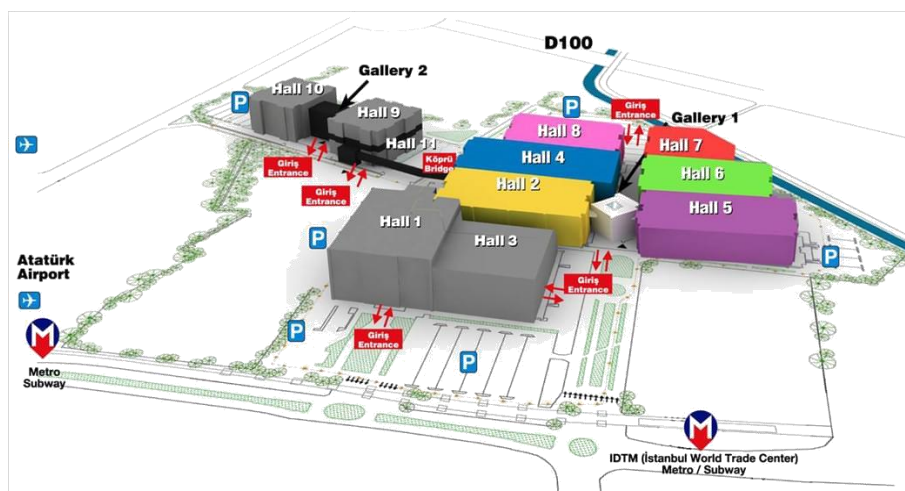 D100
Gallery 2
Hall 10
P
Hall 9
P
Giriş
Entrance
Gallery 1
Hall 8
Hall 7
Hall 11
Giriş
Entrance
Köprü
Bridge
Hall 4
Hall 6
Giriş
Entrance
Hall 2
Hall 5
Hall 1
Hall 3
P
P
Atatürk
Airport
Giriş
Entrance
P
Giriş
Entrance
P
M
Metro
Subway
M
IDTM (İstanbul World Trade Center)
Metro / Subway